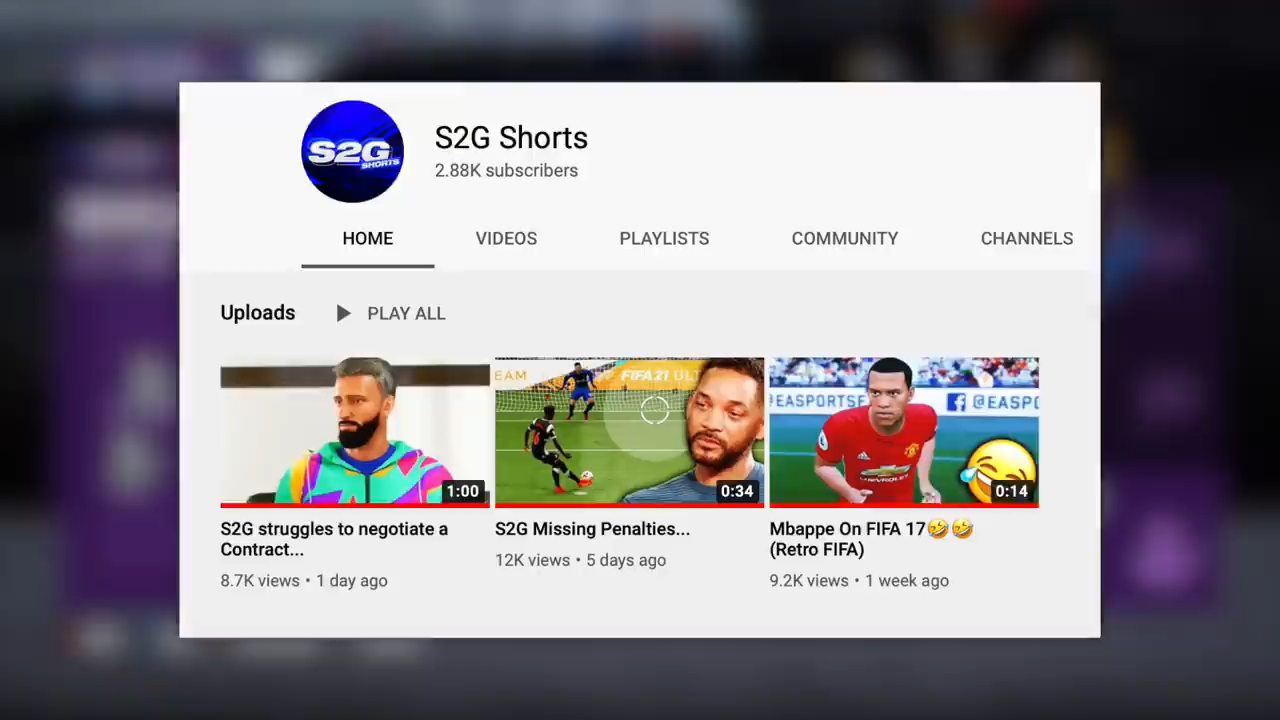 S2G
SHORTS
S2G Shorts
2.88K subscribers
HOME
VIDEOS
PLAYLISTS
COMMUNITY
CHANNELS
Uploads
PLAY ALL
EAM
FIFA 21 ULT
EASPORTSF
@EASPO
1:00
0:34
0:14
S2G struggles to negotiate a
Contract...
8.7K views • 1 day ago
S2G Missing Penalties...
12K views • 5 days ago
Mbappe On FIFA 17🤣🤣
(Retro FIFA)
9.2K views • 1 week ago